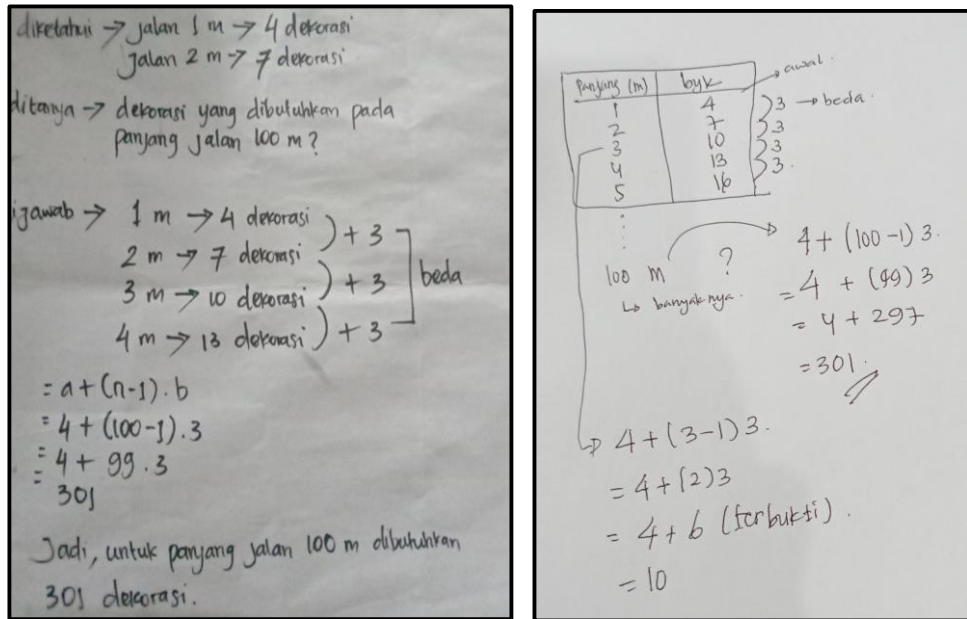 diketahui → jalan 1 m → 4 dekorasi
jalan 2 m → 7 dekorasi
ditanya → dekorasi yang dibutuhkan pada
panjang jalan 100 m?
ijawab → 1 m → 4 dekorasi
) + 3
2 m → 7 dekorasi
) + 3 beda
3 m → 10 dekorasi
) + 3
4 m → 13 dekorasi
= a + (n-1) . b
= 4 + (100-1) . 3
= 4 + 99 . 3
= 301
Jadi, untuk panjang jalan 100 m dibutuhkan
301 dekorasi.
Panjang (m) byk → awal.
1 4
2 7 3 → beda.
3 10 3
4 13 3
5 16 3.
100 m ?
↳ banyaknya.
4 + (100-1) 3.
= 4 + (99) 3
= 4 + 297
= 301.
4 + (3-1) 3.
= 4 + (2) 3
= 4 + 6 (terbukti).
= 10